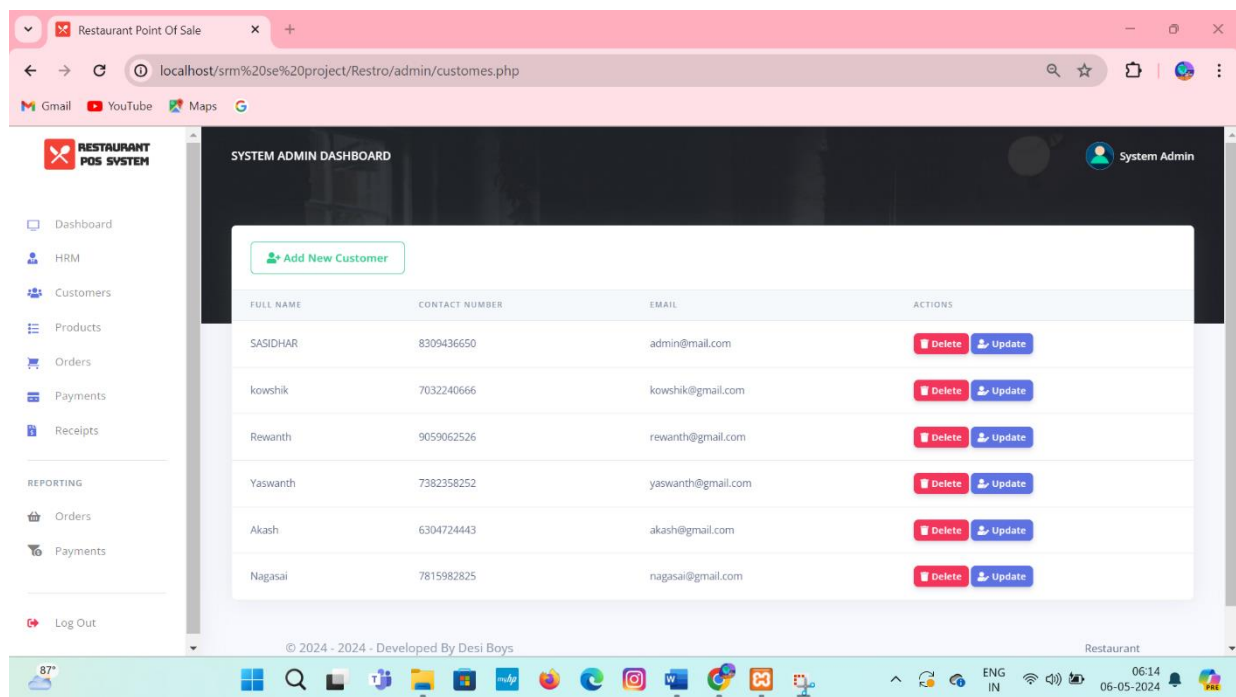 Restaurant Point Of Sale
localhost/srm%20se%20project/Restro/admin/customes.php
Gmail YouTube Maps
RESTAURANT
POS SYSTEM
SYSTEM ADMIN DASHBOARD
System Admin
Dashboard
HRM
Customers
Products
Orders
Payments
Receipts
REPORTING
Orders
Payments
Log Out
Add New Customer
FULL NAME CONTACT NUMBER EMAIL ACTIONS
SASIDHAR 8309436650 admin@mail.com Delete Update
kowshik 7032240666 kowshik@gmail.com Delete Update
Rewanth 9059062526 rewanth@gmail.com Delete Update
Yaswanth 7382358252 yaswanth@gmail.com Delete Update
Akash 6304724443 akash@gmail.com Delete Update
Nagasai 7815982825 nagasai@gmail.com Delete Update
© 2024 - 2024 - Developed By Desi Boys
Restaurant
87°
mhp
ENG
IN
06:14
06-05-2024
PRE